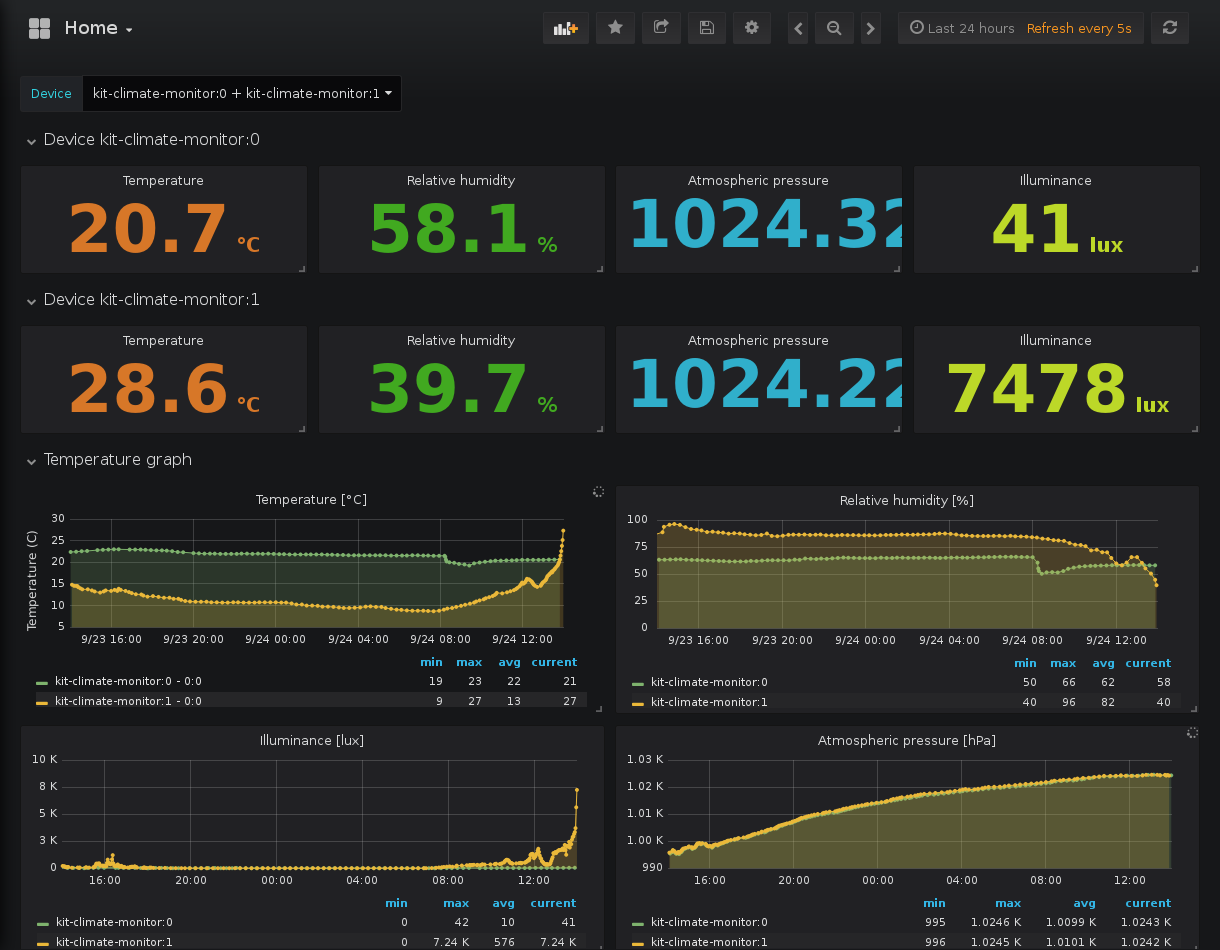 Home
Last 24 hours Refresh every 5s
Device kit-climate-monitor:0 + kit-climate-monitor:1
Device kit-climate-monitor:0
Temperature Relative humidity Atmospheric pressure Illuminance
20.7 °C 58.1 % 1024.32 41 lux
Device kit-climate-monitor:1
Temperature Relative humidity Atmospheric pressure Illuminance
28.6 °C 39.7 % 1024.22 7478 lux
Temperature graph
Temperature [°C]
Temperature (C)
30
25
20
15
10
5
9/23 16:00 9/23 20:00 9/24 00:00 9/24 04:00 9/24 08:00 9/24 12:00
min max avg current
kit-climate-monitor:0 - 0:0 19 23 22 21
kit-climate-monitor:1 - 0:0 9 27 13 27
Relative humidity [%]
100
75
50
25
0
9/23 16:00 9/23 20:00 9/24 00:00 9/24 04:00 9/24 08:00 9/24 12:00
min max avg current
kit-climate-monitor:0 50 66 62 58
kit-climate-monitor:1 40 96 82 40
Illuminance [lux]
10 K
8 K
5 K
3 K
0
16:00 20:00 00:00 04:00 08:00 12:00
min max avg current
kit-climate-monitor:0 0 42 10 41
kit-climate-monitor:1 0 7.24 K 576 7.24 K
Atmospheric pressure [hPa]
1.03 K
1.02 K
1.01 K
1.00 K
990
16:00 20:00 00:00 04:00 08:00 12:00
min max avg current
kit-climate-monitor:0 995 1.0246 K 1.0099 K 1.0243 K
kit-climate-monitor:1 996 1.0245 K 1.0101 K 1.0242 K